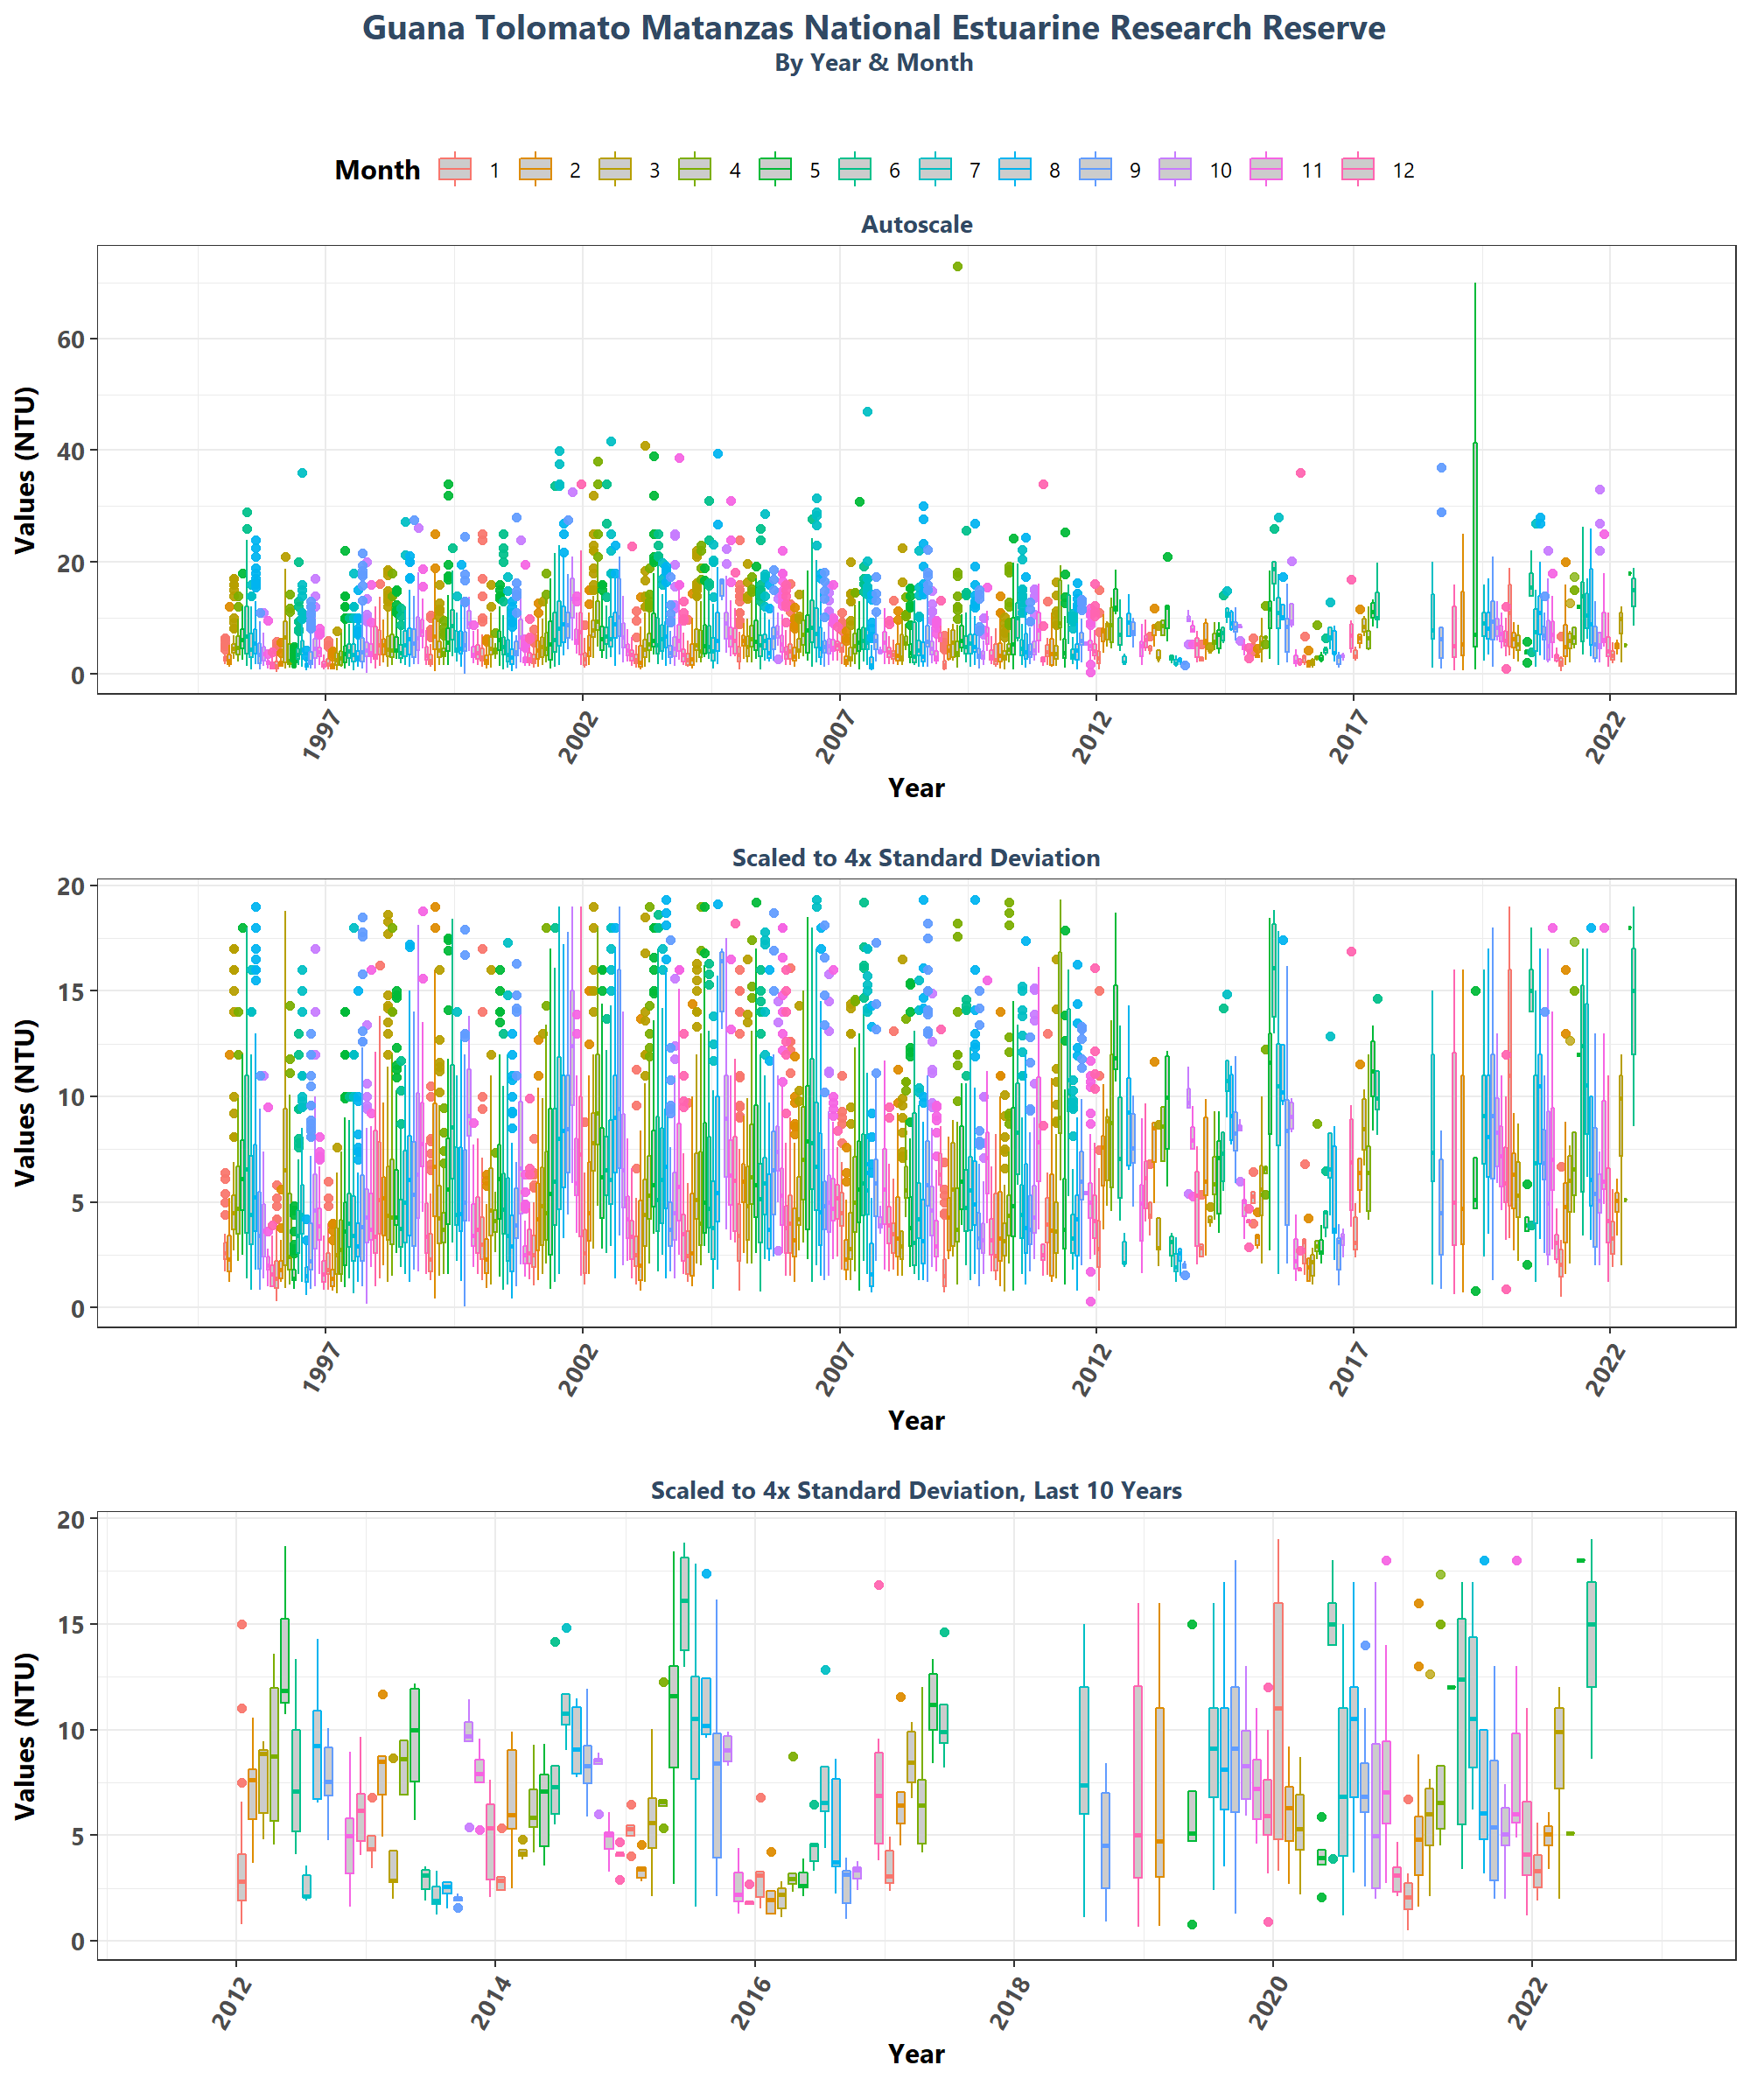 Guana Tolomato Matanzas National Estuarine Research Reserve
By Year & Month
Month 1 2 3 4 5 6 7 8 9 10 11 12
Autoscale
Values (NTU)
60
40
20
0
1997 2002 2007 2012 2017 2022
Year
Scaled to 4x Standard Deviation
Values (NTU)
20
15
10
5
0
1997 2002 2007 2012 2017 2022
Year
Scaled to 4x Standard Deviation, Last 10 Years
Values (NTU)
20
15
10
5
0
2012 2014 2016 2018 2020 2022
Year